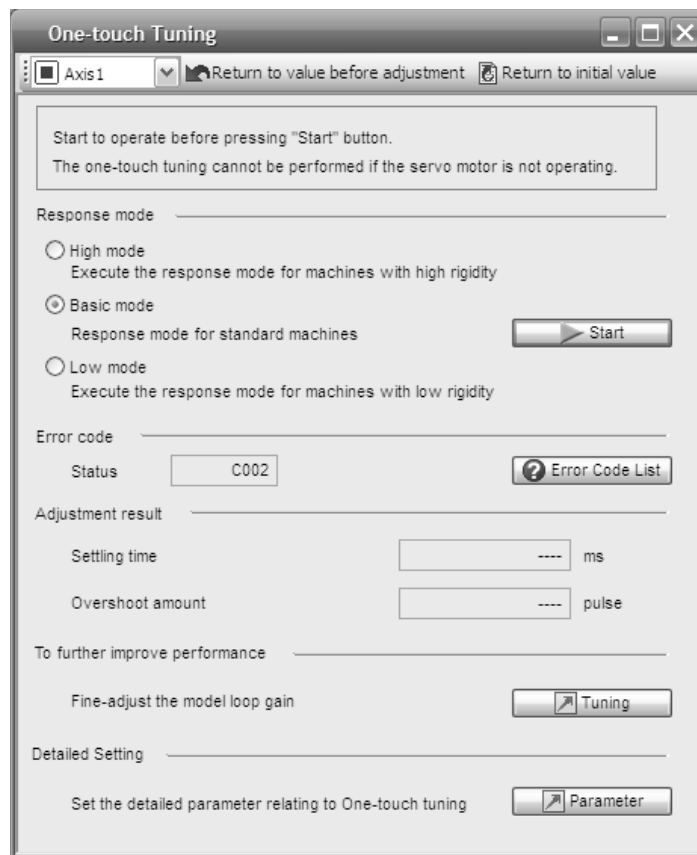 One-touch Tuning
Axis1 Return to value before adjustment Return to initial value
Start to operate before pressing "Start" button.
The one-touch tuning cannot be performed if the servo motor is not operating.
Response mode
High mode
Execute the response mode for machines with high rigidity
Basic mode
Response mode for standard machines Start
Low mode
Execute the response mode for machines with low rigidity
Error code
Status C002 ? Error Code List
Adjustment result
Settling time ---- ms
Overshoot amount ---- pulse
To further improve performance
Fine-adjust the model loop gain Tuning
Detailed Setting
Set the detailed parameter relating to One-touch tuning Parameter